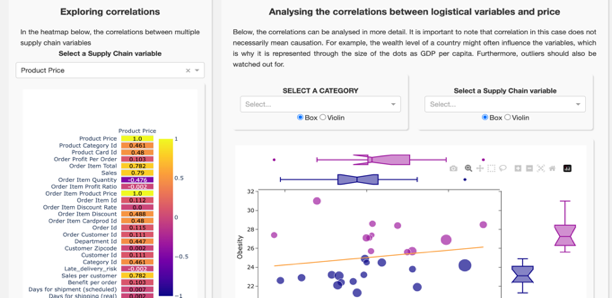 Exploring correlations
In the heatmap below, the correlations between multiple
supply chain variables
Select a Supply Chain variable
Product Price
Product Price
Product Price 1.0
Product Category Id 0.461
Product Card Id 0.48
Order Profit Per Order 0.103
Order Item Total 0.782
Sales 0.79
Order Item Quantity -0.476
Order Item Profit Ratio -0.002
Order Item Product Price 1.0
Order Item Id 0.112
Order Item Discount Rate 0.0
Order Item Discount 0.488
Order Item Cardprod Id 0.48
Order Id 0.115
Order Customer Id 0.111
Department Id 0.447
Customer Zipcode 0.002
Customer Id 0.111
Category Id 0.461
Late_delivery_risk -0.002
Sales per customer 0.782
Benefit per order 0.103
Days for shipment (scheduled) 0.007
Days for shipping (real) 0.002
1
0.5
0
−0.5
−1
Analysing the correlations between logistical variables and price
Below, the correlations can be analysed in more detail. It is important to note that correlation in this case does not
necessarily mean causation. For example, the wealth level of a country might often influence the variables, which
is why it is represented through the size of the dots as GDP per capita. Furthermore, outliers should also be
watched out for.
SELECT A CATEGORY
Select...
Box Violin
Select a Supply Chain variable
Select...
Box Violin
32
30
28
26
24
22
Obesity